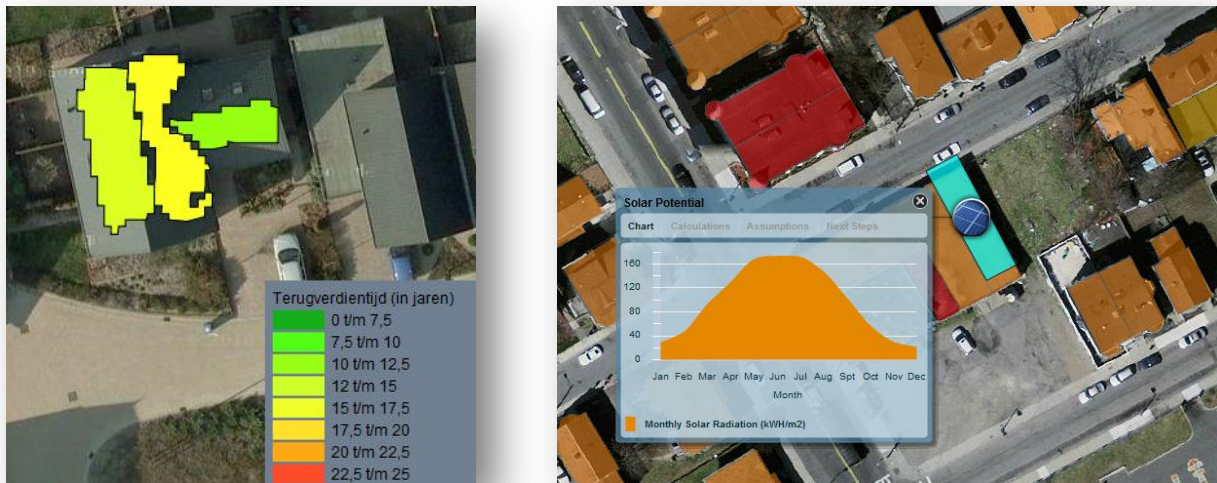 Terugverdientijd (in jaren)
0 t/m 7,5
7,5 t/m 10
10 t/m 12,5
12 t/m 15
15 t/m 17,5
17,5 t/m 20
20 t/m 22,5
22,5 t/m 25
Solar Potential
Chart Calculations Assumptions Next Steps
160
120
80
40
0
Jan Feb Mar Apr May Jun Jul Aug Spt Oct Nov Dec
Month
Monthly Solar Radiation (kWH/m2)